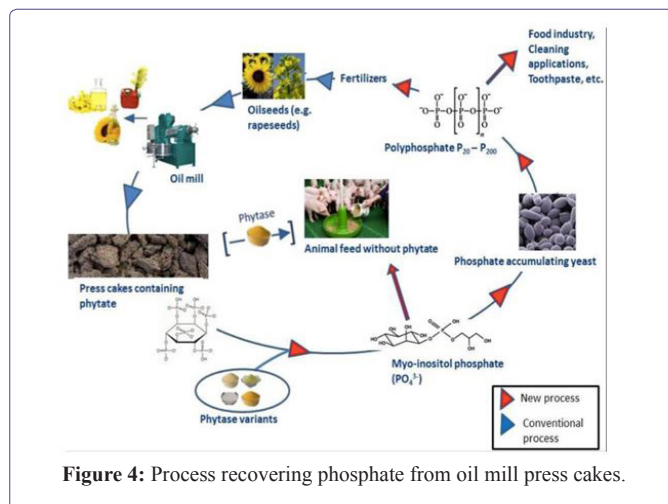 Food industry,
Cleaning
applications,
Toothpaste, etc.
Fertilizers
Oilseeds (e.g.
rapeseeds)
Polyphosphate P20 – P200
Oil mill
Phytase
Animal feed without phytate
Phosphate accumulating yeast
Press cakes containing
phytate
Myo-inositol phosphate
(PO₄³⁻)
Phytase variants
New process
Conventional
process
Figure 4: Process recovering phosphate from oil mill press cakes.